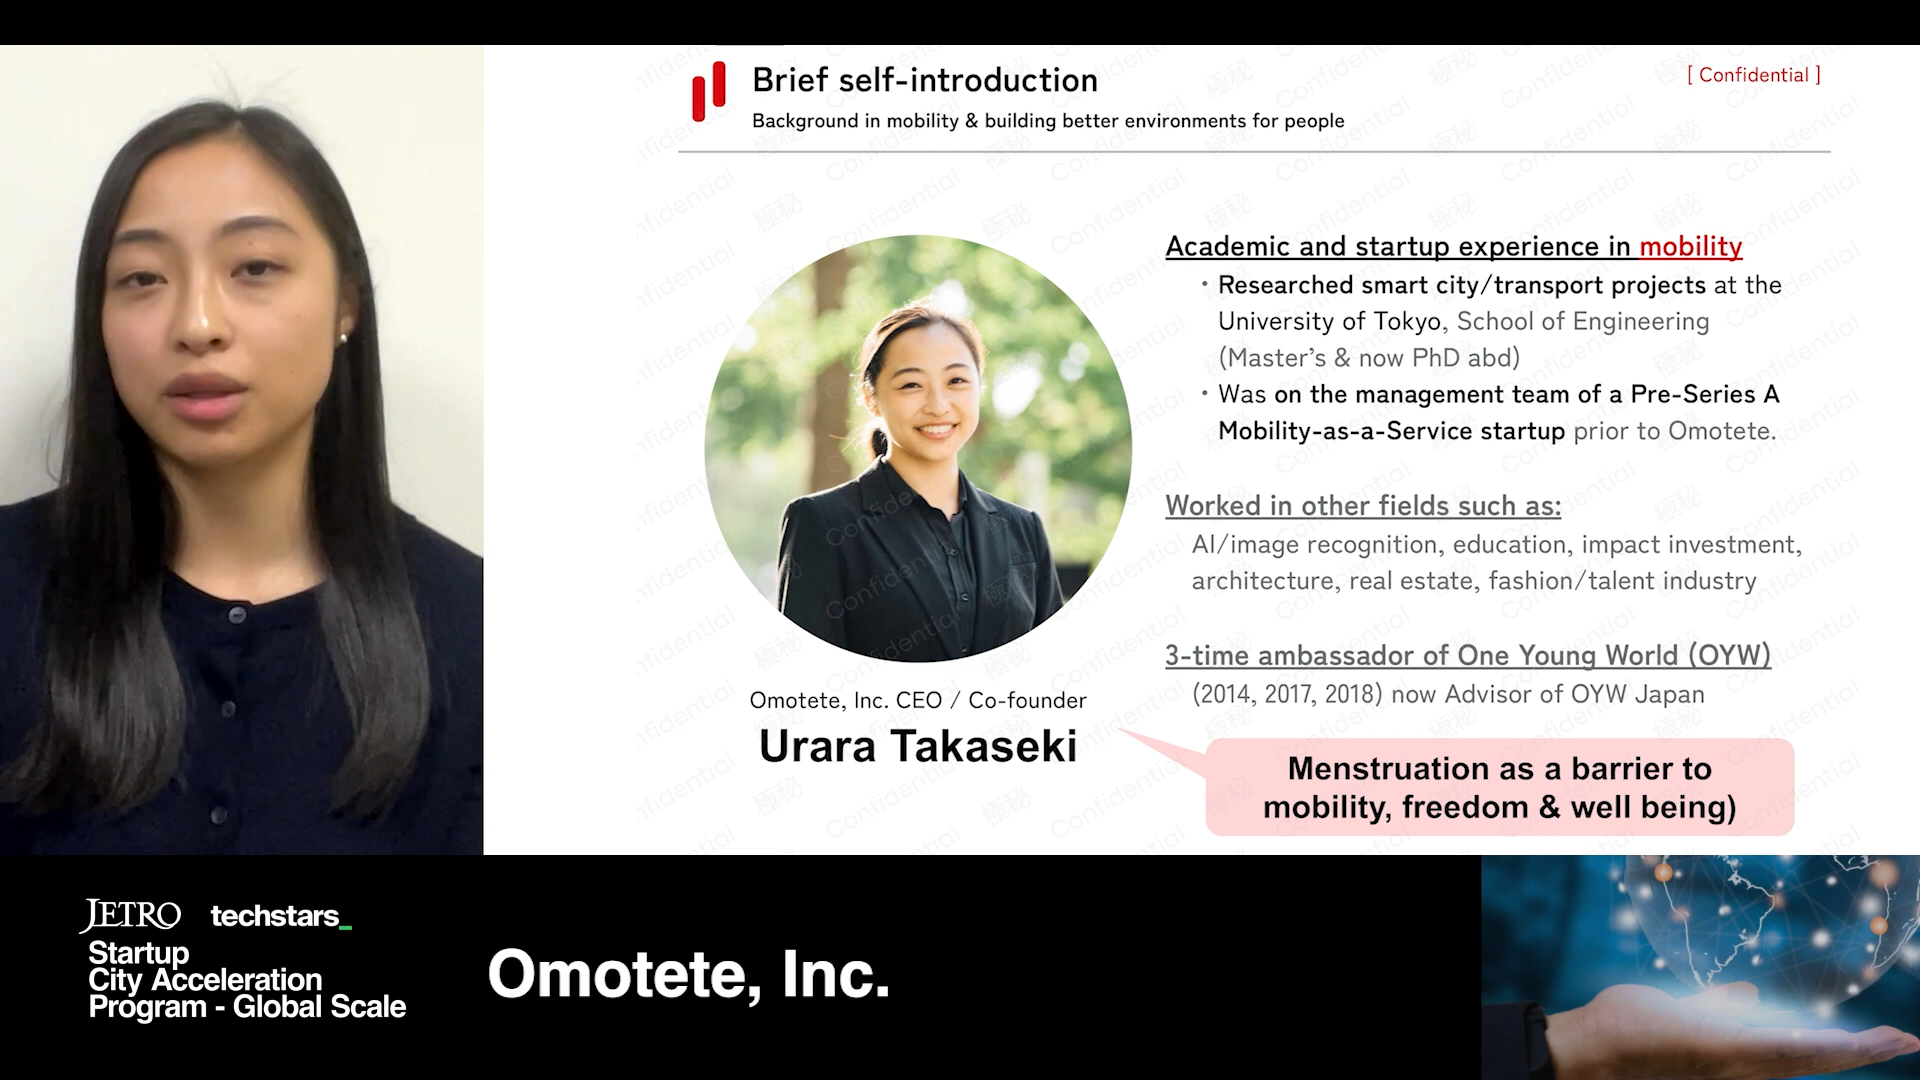 Brief self-introduction
[ Confidential ]
Background in mobility & building better environments for people
Academic and startup experience in mobility
・Researched smart city/transport projects at the
University of Tokyo, School of Engineering
(Master's & now PhD abd)
・Was on the management team of a Pre-Series A
Mobility-as-a-Service startup prior to Omotete.
Worked in other fields such as:
AI/image recognition, education, impact investment,
architecture, real estate, fashion/talent industry
3-time ambassador of One Young World (OYW)
(2014, 2017, 2018) now Advisor of OYW Japan
Omotete, Inc. CEO / Co-founder
Urara Takaseki
Menstruation as a barrier to
mobility, freedom & well being)
Confidential 極秘
JETRO techstars_
Startup
City Acceleration
Program - Global Scale
Omotete, Inc.